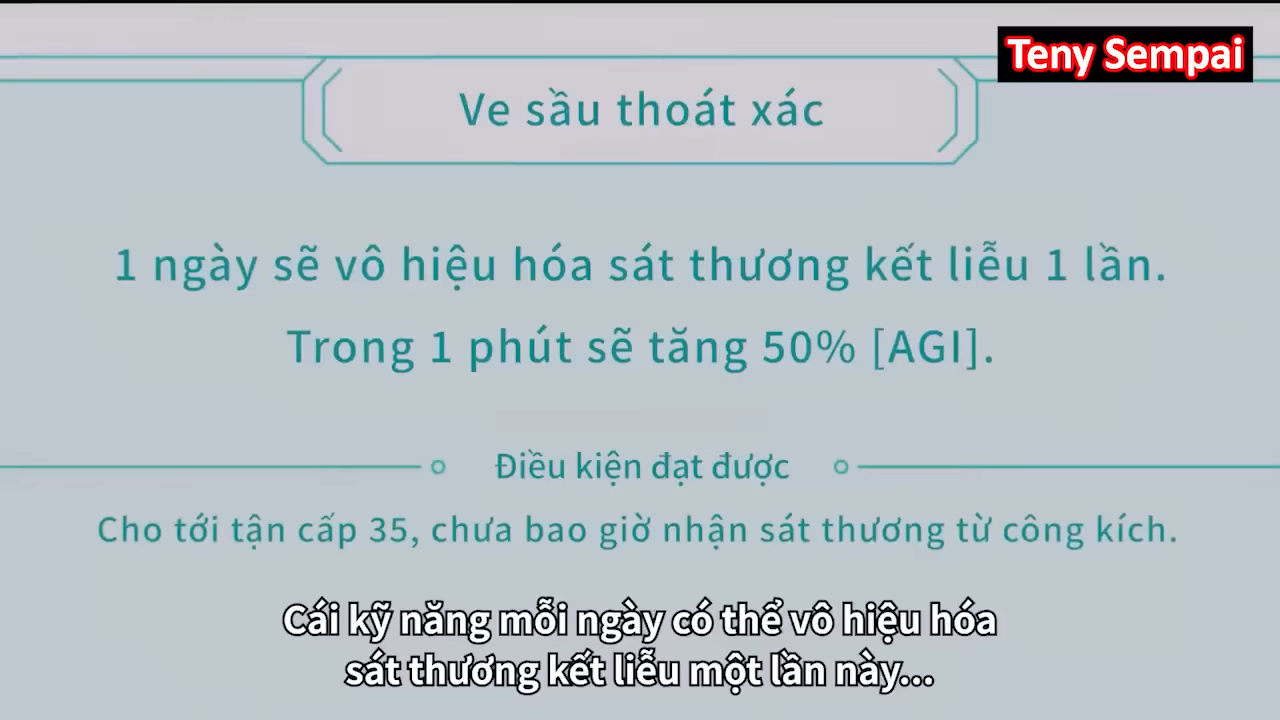 Teny Sempai
Ve sầu thoát xác
1 ngày sẽ vô hiệu hóa sát thương kết liễu 1 lần.
Trong 1 phút sẽ tăng 50% [AGI].
Điều kiện đạt được
Cho tới tận cấp 35, chưa bao giờ nhận sát thương từ công kích.
Cái kỹ năng mỗi ngày có thể vô hiệu hóa
sát thương kết liễu một lần này...